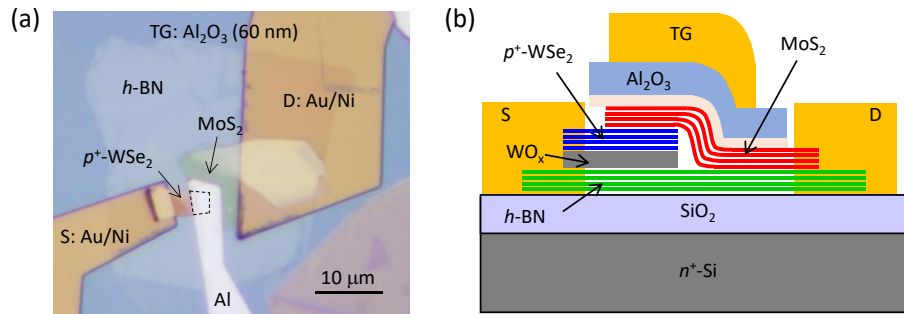 (a)
TG: Al₂O₃ (60 nm)
h-BN
D: Au/Ni
MoS₂
p⁺-WSe₂
S: Au/Ni
10 μm
Al
(b)
TG
MoS₂
p⁺-WSe₂
Al₂O₃
S
D
WOₓ
h-BN
SiO₂
n⁺-Si